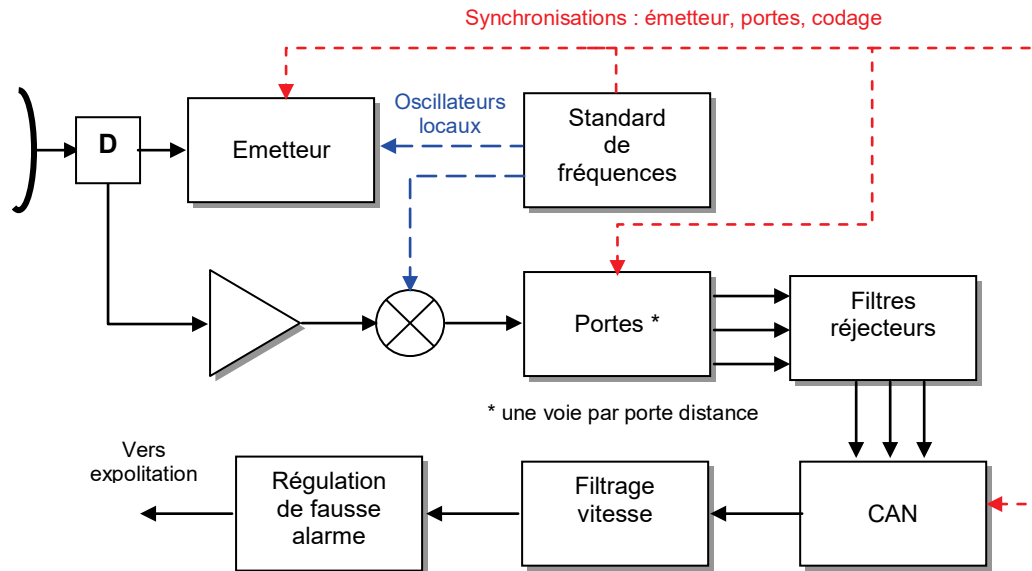 Synchronisations : émetteur, portes, codage
Oscillateurs
locaux
D
Emetteur
Standard
de
fréquences
Portes *
Filtres
réjecteurs
* une voie par porte distance
Vers
expolitation
Régulation
de fausse
alarme
Filtrage
vitesse
CAN